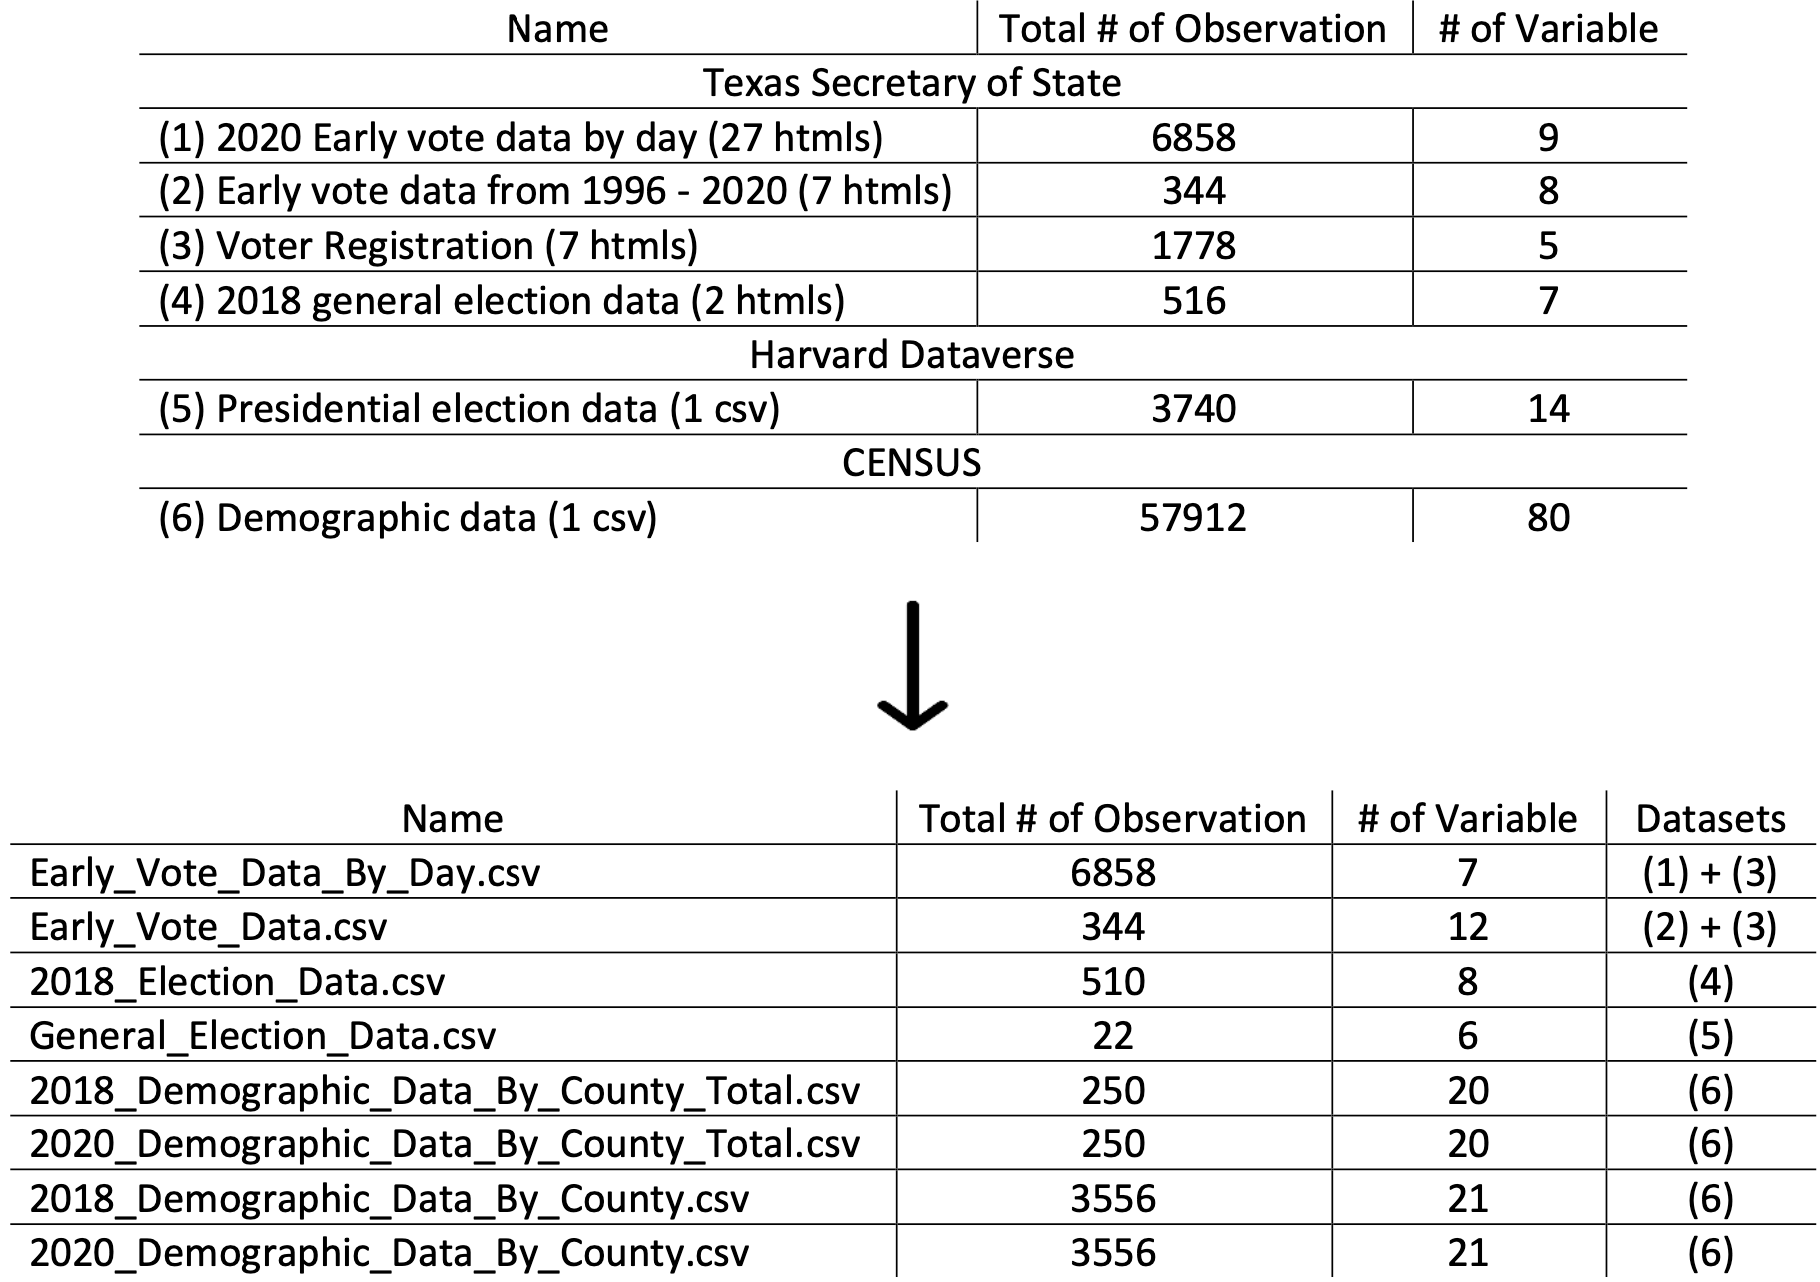 Name Total # of Observation # of Variable
Texas Secretary of State
(1) 2020 Early vote data by day (27 htmls) 6858 9
(2) Early vote data from 1996 - 2020 (7 htmls) 344 8
(3) Voter Registration (7 htmls) 1778 5
(4) 2018 general election data (2 htmls) 516 7
Harvard Dataverse
(5) Presidential election data (1 csv) 3740 14
CENSUS
(6) Demographic data (1 csv) 57912 80
Name Total # of Observation # of Variable Datasets
Early_Vote_Data_By_Day.csv 6858 7 (1) + (3)
Early_Vote_Data.csv 344 12 (2) + (3)
2018_Election_Data.csv 510 8 (4)
General_Election_Data.csv 22 6 (5)
2018_Demographic_Data_By_County_Total.csv 250 20 (6)
2020_Demographic_Data_By_County_Total.csv 250 20 (6)
2018_Demographic_Data_By_County.csv 3556 21 (6)
2020_Demographic_Data_By_County.csv 3556 21 (6)